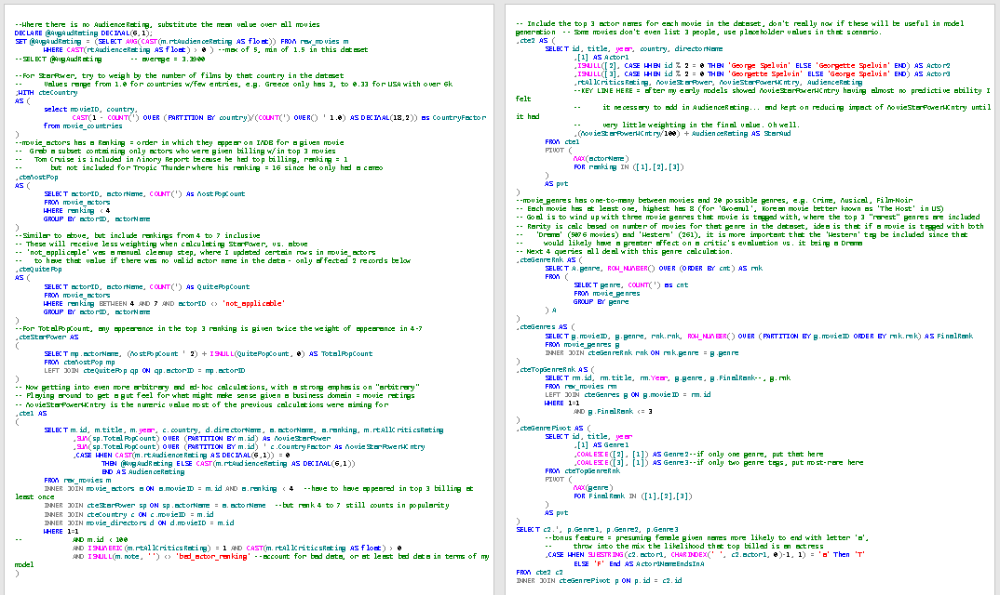 --Where there is no AudienceRating, substitute the mean value over all movies
DECLARE @AvgAudRating DECIMAL(6,1);
SET @AvgAudRating = (SELECT AVG(CAST(m.rtAudienceRating AS float)) FROM raw_movies m
WHERE CAST(rtAudienceRating AS float) > 0 ) --max of 5, min of 1.5 in this dataset
--SELECT @AvgAudRating -- average = 3.3900
--For StarPower, try to weigh by the number of films by that country in the dataset
-- Values range from 1.0 for countries w/few entries, e.g. Greece only has 3, to 0.33 for USA with over 6k
;WITH cteCountry
AS (
select movieID, country,
CAST(1 - COUNT(*) OVER (PARTITION BY country)/(COUNT(*) OVER() * 1.0) AS DECIMAL(18,2)) as CountryFactor
from movie_countries
)
--movie_actors has a Ranking = order in which they appear on IMDB for a given movie
-- Grab a subset containing only actors who were given billing w/in top 3 movies
-- Tom Cruise is included in Minory Report because he had top billing, ranking = 1
-- but not included for Tropic Thunder where his ranking = 16 since he only had a cameo
,cteMostPop
AS (
SELECT actorID, actorName, COUNT(*) As MostPopCount
FROM movie_actors
WHERE ranking < 4
GROUP BY actorID, actorName
)
--Similar to above, but include rankings from 4 to 7 inclusive
-- These will receive less weighting when calculating StarPower, vs. above
-- 'not_applicable' was a manual cleanup step, where I updated certain rows in movie_actors
-- to have that value if there was no valid actor name in the data - only affected 2 records below
,cteQuitePop
AS (
SELECT actorID, actorName, COUNT(*) As QuitePopCount
FROM movie_actors
WHERE ranking BETWEEN 4 AND 7 AND actorID <> 'not_applicable'
GROUP BY actorID, actorName
)
--For TotalPopCount, any appearance in the top 3 ranking is given twice the weight of appearance in 4-7
,cteStarPower AS
(
SELECT mp.actorName, (MostPopCount * 2) + ISNULL(QuitePopCount, 0) AS TotalPopCount
FROM cteMostPop mp
LEFT JOIN cteQuitePop qp ON qp.actorID = mp.actorID
)
-- Now getting into even more arbitrary and ad-hoc calculations, with a strong emphasis on "arbitrary"
-- Playing around to get a gut feel for what might make sense given a business domain = movie ratings
-- MovieStarPowerWCntry is the numeric value most of the previous calculations were aiming for
,cte1 AS
(
SELECT m.id, m.title, m.year, c.country, d.directorName, a.actorName, a.ranking, m.rtAllCriticsRating
,SUM(sp.TotalPopCount) OVER (PARTITION BY m.id) As MovieStarPower
,SUM(sp.TotalPopCount) OVER (PARTITION BY m.id) * c.CountryFactor As MovieStarPowerWCntry
,CASE WHEN CAST(m.rtAudienceRating AS DECIMAL(6,1)) = 0
THEN @AvgAudRating ELSE CAST(m.rtAudienceRating AS DECIMAL(6,1))
END AS AudienceRating
FROM raw_movies m
INNER JOIN movie_actors a ON a.movieID = m.id AND a.ranking < 4 --have to have appeared in top 3 billing at
least once
INNER JOIN cteStarPower sp ON sp.actorName = a.actorName --but rank 4 to 7 still counts in popularity
INNER JOIN cteCountry c ON c.movieID = m.id
INNER JOIN movie_directors d ON d.movieID = m.id
WHERE 1=1
-- AND m.id < 100
AND ISNUMERIC(m.rtAllCriticsRating) = 1 AND CAST(m.rtAllCriticsRating AS float) > 0
AND ISNULL(m.note, '') <> 'bad_actor_ranking' --account for bad data, or at least bad data in terms of my
model
)
-- Include the top 3 actor names for each movie in the dataset, don't really now if these will be useful in model
generation -- Some movies don't even list 3 people, use placeholder values in that scenario.
,cte2 AS (
SELECT id, title, year, country, directorName
,[1] AS Actor1
,ISNULL([2], CASE WHEN id % 2 = 0 THEN 'George Spelvin' ELSE 'Georgette Spelvin' END) AS Actor2
,ISNULL([3], CASE WHEN id % 2 = 0 THEN 'George Spelvin' ELSE 'Georgette Spelvin' END) AS Actor3
,rtAllCriticsRating, MovieStarPower, MovieStarPowerWCntry, AudienceRating
--KEY LINE HERE = after my early models showed MovieStarPowerWCntry having almost no predictive ability I
felt
-- it necessary to add in AudienceRating... and kept on reducing impact of MovieStarPowerWCntry until
it had
-- very little weighting in the final value. Oh well.
,(MovieStarPowerWCntry/100) + AudienceRating AS StarAud
FROM cte1
PIVOT (
MAX(actorName)
FOR ranking IN ([1],[2],[3])
)
AS pvt
)
--movie_genres has one-to-many between movies and 20 possible genres, e.g. Crime, Musical, Film-Noir
-- Each movie has at least one, highest has 8 (for 'Gwoemul', Korean movie better known as 'The Host' in US)
-- Goal is to wind up with three movie genres that movie is tagged with, where the top 3 "rarest" genres are included
-- Rarity is calc based on number of movies for that genre in the dataset, idea is that if a movie is tagged with both
-- 'Drama' (5076 movies) and 'Western' (261), it is more important that the 'Western' tag be included since that
-- would likely have a greater affect on a critic's evaluation vs. it being a Drama
-- Next 4 queries all deal with this genre calculation.
,cteGenreRnk AS (
SELECT A.genre, ROW_NUMBER() OVER (ORDER BY cnt) AS rnk
FROM (
SELECT genre, COUNT(*) as cnt
FROM movie_genres
GROUP BY genre
) A
)
,cteGenres AS (
SELECT g.movieID, g.genre, rnk.rnk, ROW_NUMBER() OVER (PARTITION BY g.movieID ORDER BY rnk.rnk) AS FinalRank
FROM movie_genres g
INNER JOIN cteGenreRnk rnk ON rnk.genre = g.genre
)
,cteTopGenreRnk AS (
SELECT rm.id, rm.title, rm.Year, g.genre, g.FinalRank--, g.rnk
FROM raw_movies rm
LEFT JOIN cteGenres g ON g.movieID = rm.id
WHERE 1=1
AND g.FinalRank <= 3
)
,cteGenrePivot AS (
SELECT id, title, year
,[1] AS Genre1
,COALESCE([2], [1]) AS Genre2--if only one genre, put that here
,COALESCE([3], [1]) AS Genre3--if only two genre tags, put most-rare here
FROM cteTopGenreRnk
PIVOT (
MAX(genre)
FOR FinalRank IN ([1],[2],[3])
)
AS pvt
)
SELECT c2.*, p.Genre1, p.Genre2, p.Genre3
--bonus feature = presuming female given names more likely to end with letter 'a',
-- throw into the mix the likelihood that top billed is an actress
,CASE WHEN SUBSTRING(c2.actor1, CHARINDEX(' ', c2.actor1, 0)-1, 1) = 'a' Then 'T'
ELSE 'F' End AS Actor1NameEndsInA
FROM cte2 c2
INNER JOIN cteGenrePivot p ON p.id = c2.id